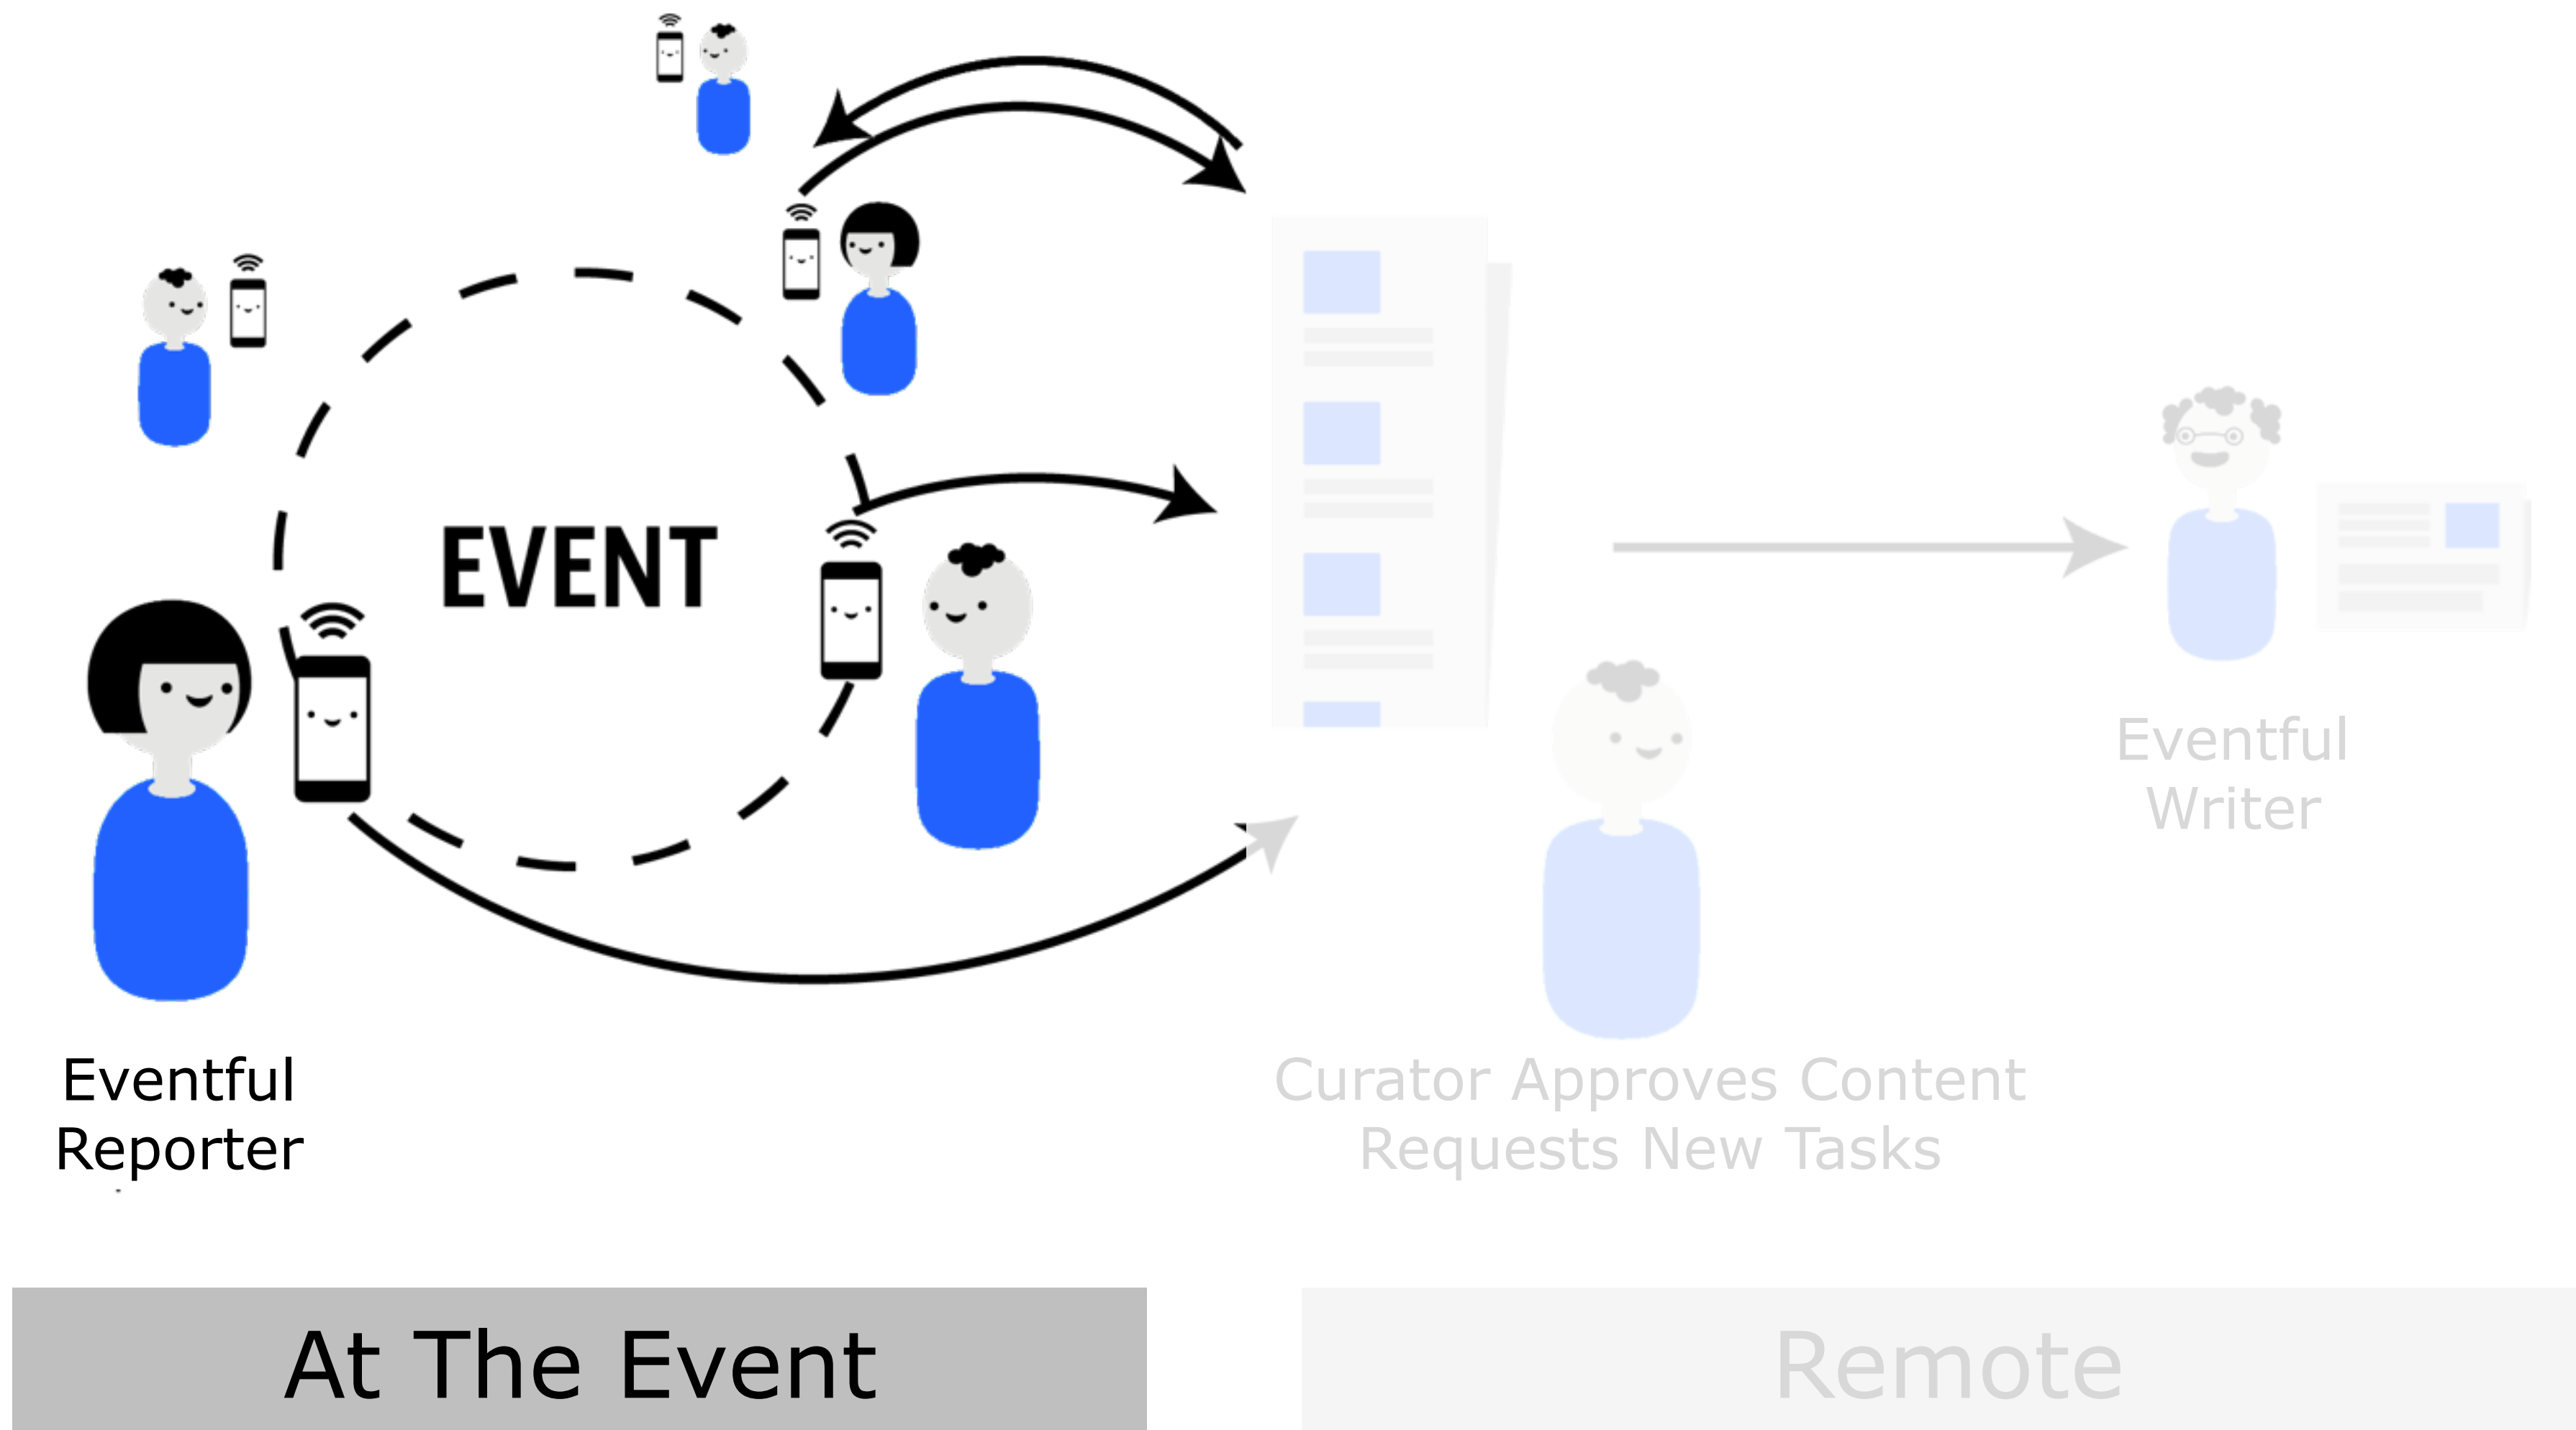 EVENT
Eventful
Reporter
Curator Approves Content
Requests New Tasks
Eventful
Writer
At The Event
Remote